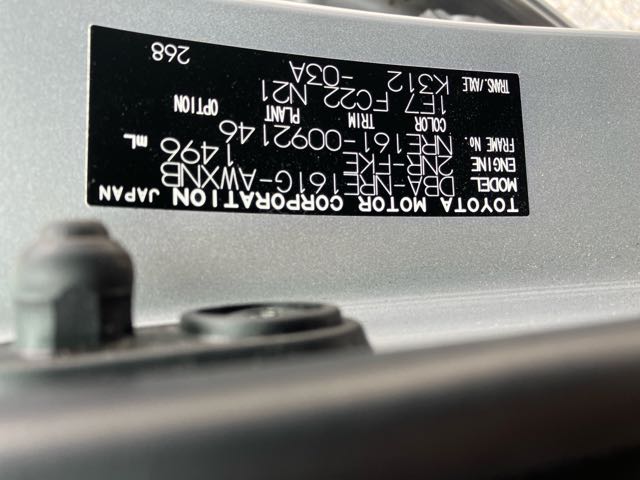 TOYOTA MOTOR CORPORATION JAPAN
MODEL DBA-NRE161G-AWXNB
ENGINE 2NR-FKE 1496 mL
FRAME No. NRE161-0092146
COLOR TRIM PLANT OPTION
1E7 FC22 N21
TRANS./AXLE K312 -03A 268